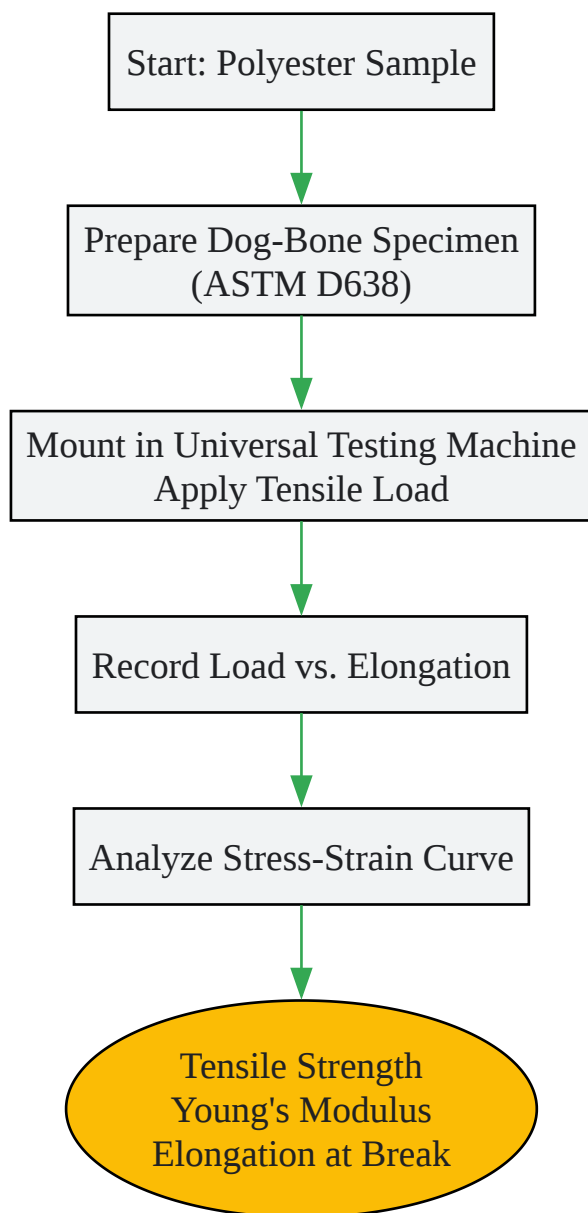 Start: Polyester Sample
Prepare Dog-Bone Specimen
(ASTM D638)
Mount in Universal Testing Machine
Apply Tensile Load
Record Load vs. Elongation
Analyze Stress-Strain Curve
Tensile Strength
Young's Modulus
Elongation at Break